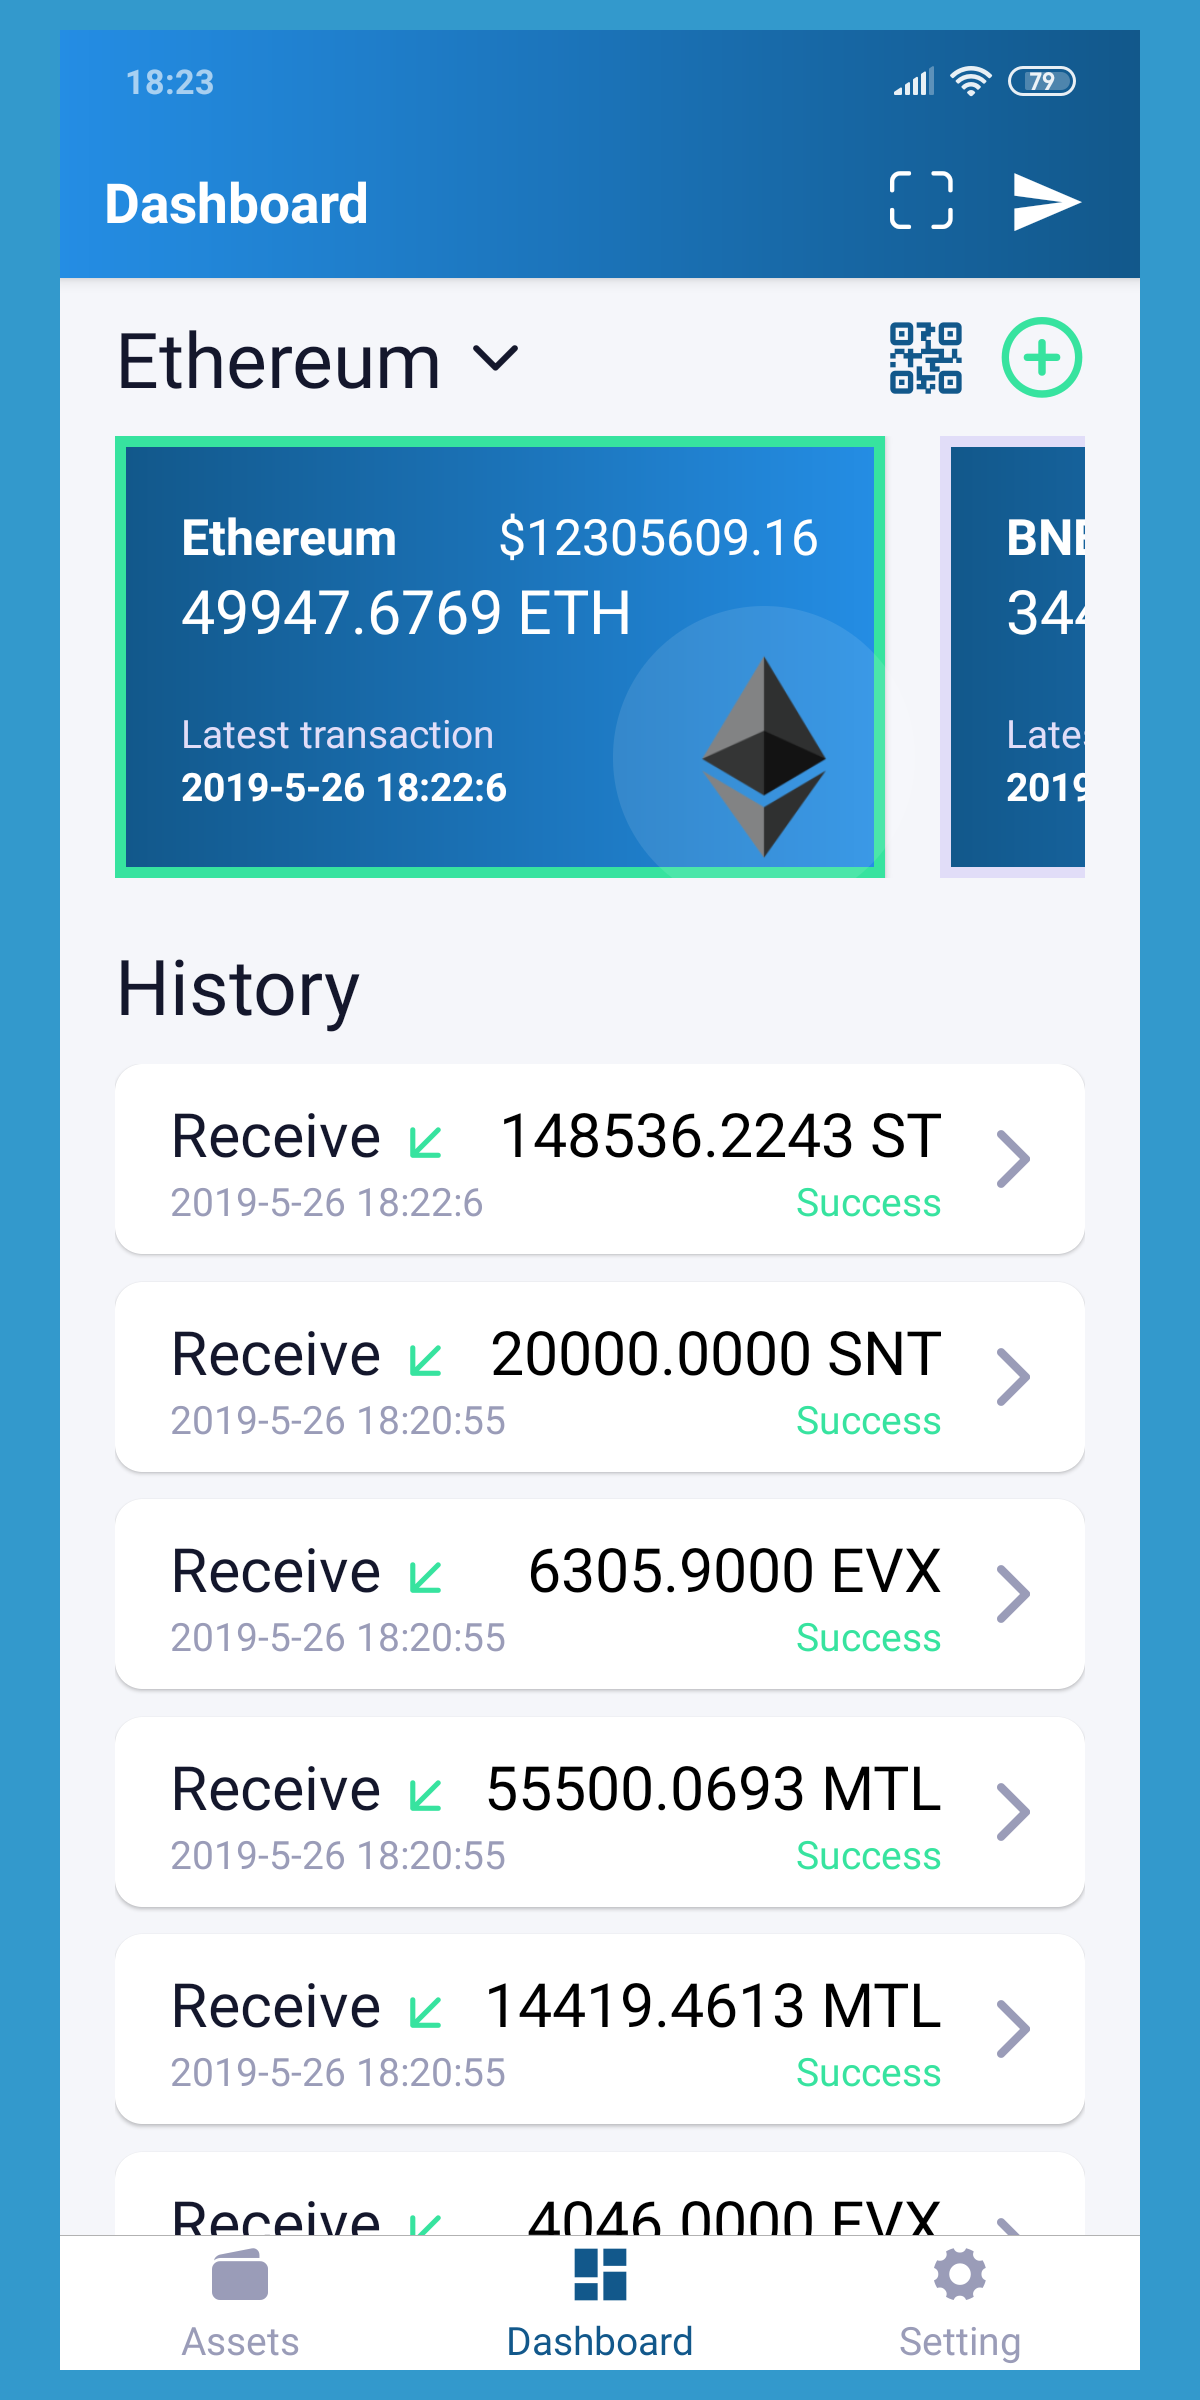 18:23
79
Dashboard
Ethereum
Ethereum $12305609.16
49947.6769 ETH
Latest transaction
2019-5-26 18:22:6
History
Receive 148536.2243 ST
2019-5-26 18:22:6 Success
Receive 20000.0000 SNT
2019-5-26 18:20:55 Success
Receive 6305.9000 EVX
2019-5-26 18:20:55 Success
Receive 55500.0693 MTL
2019-5-26 18:20:55 Success
Receive 14419.4613 MTL
2019-5-26 18:20:55 Success
Receive 4046.0000 EVX
Assets Dashboard Setting